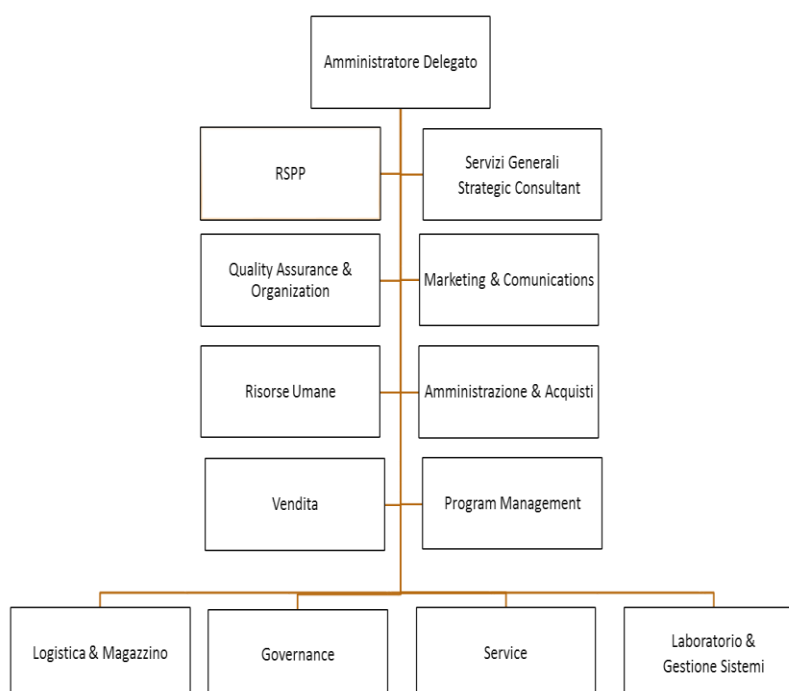 Amministratore Delegato
RSPP
Servizi Generali
Strategic Consultant
Quality Assurance &
Organization
Marketing & Comunications
Risorse Umane
Amministrazione & Acquisti
Vendita
Program Management
Logistica & Magazzino
Governance
Service
Laboratorio &
Gestione Sistemi